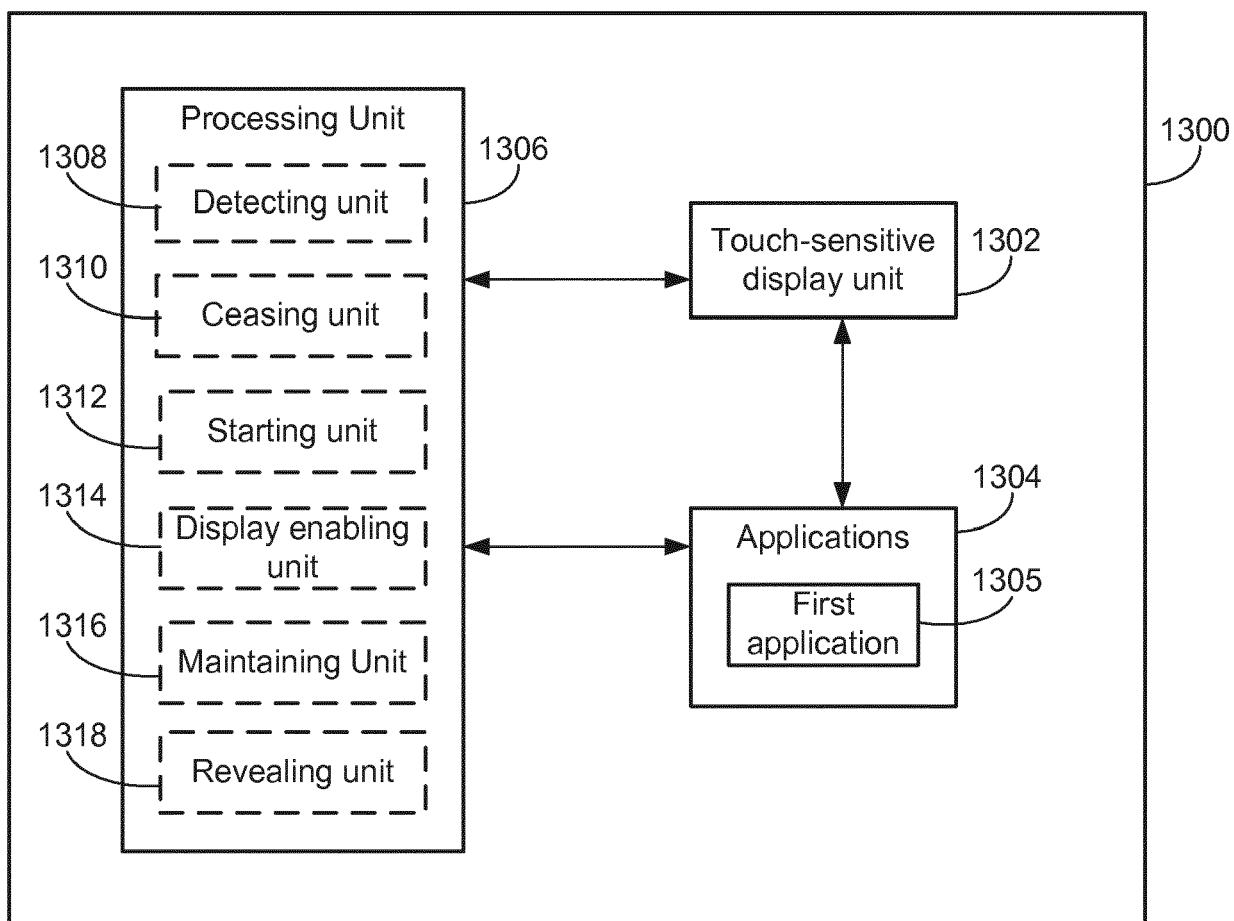 Processing Unit
1308
1306
1300
Detecting unit
Touch-sensitive
display unit
1302
1310
Ceasing unit
1312
Starting unit
1314
Display enabling
unit
1304
Applications
1305
First
application
1316
Maintaining Unit
1318
Revealing unit